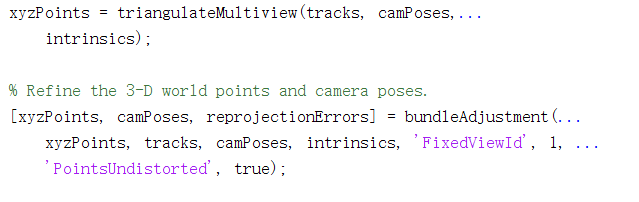 xyzPoints = triangulateMultiview(tracks, camPoses,...
intrinsics);
% Refine the 3-D world points and camera poses.
[xyzPoints, camPoses, reprojectionErrors] = bundleAdjustment(...
xyzPoints, tracks, camPoses, intrinsics, 'FixedViewId', 1, ...
'PointsUndistorted', true);